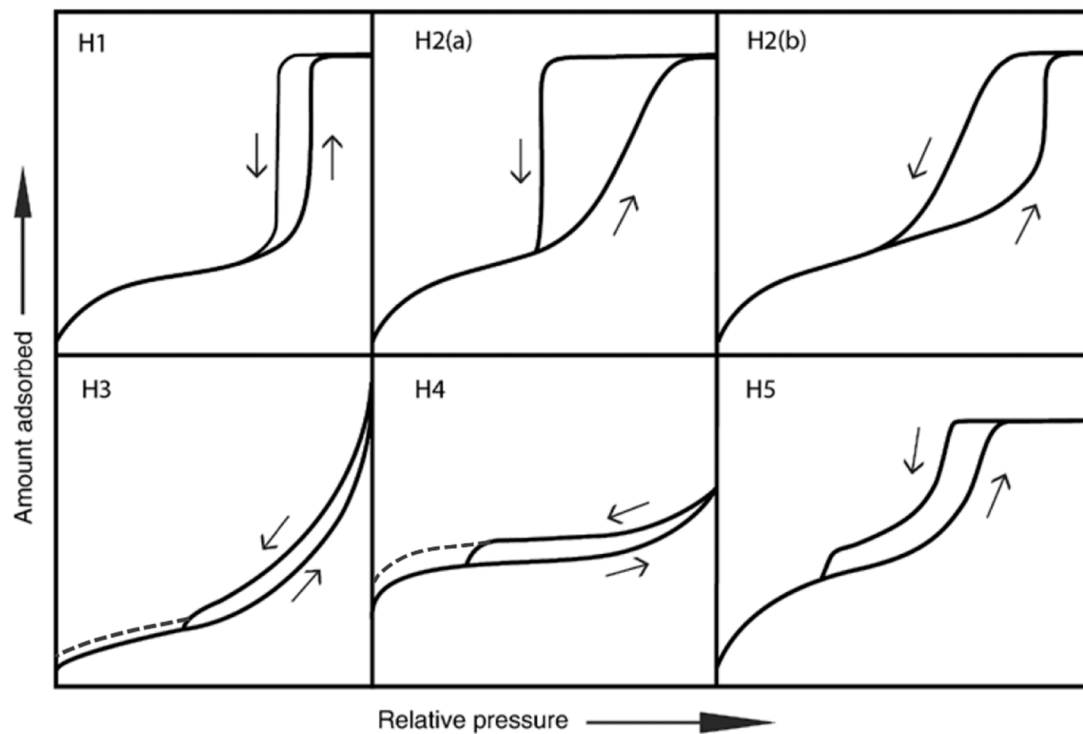 H1
H2(a)
H2(b)
H3
H4
H5
Amount adsorbed
Relative pressure